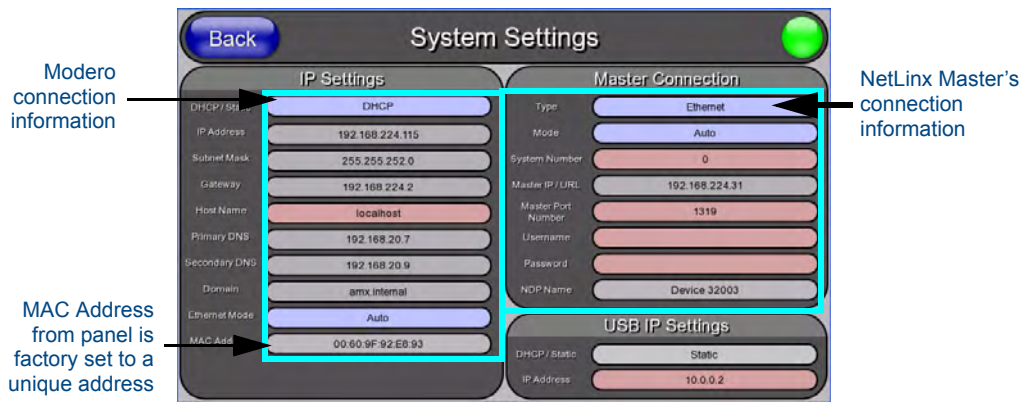 Back
System Settings
Modero
connection
information
IP Settings
DHCP / Static
DHCP
IP Address
192.168.224.115
Subnet Mask
255.255.252.0
Gateway
192.168.224.2
Host Name
localhost
Primary DNS
192.168.20.7
Secondary DNS
192.168.20.9
Domain
amx.internal
Ethernet Mode
Auto
MAC Add
00:60:9F:92:E8:93
MAC Address
from panel is
factory set to a
unique address
Master Connection
Type
Ethernet
Mode
Auto
System Number
0
Master IP / URL
192.168.224.31
Master Port
Number
1319
Username
Password
NDP Name
Device 32003
NetLinx Master’s
connection
information
USB IP Settings
DHCP / Static
Static
IP Address
10.0.0.2